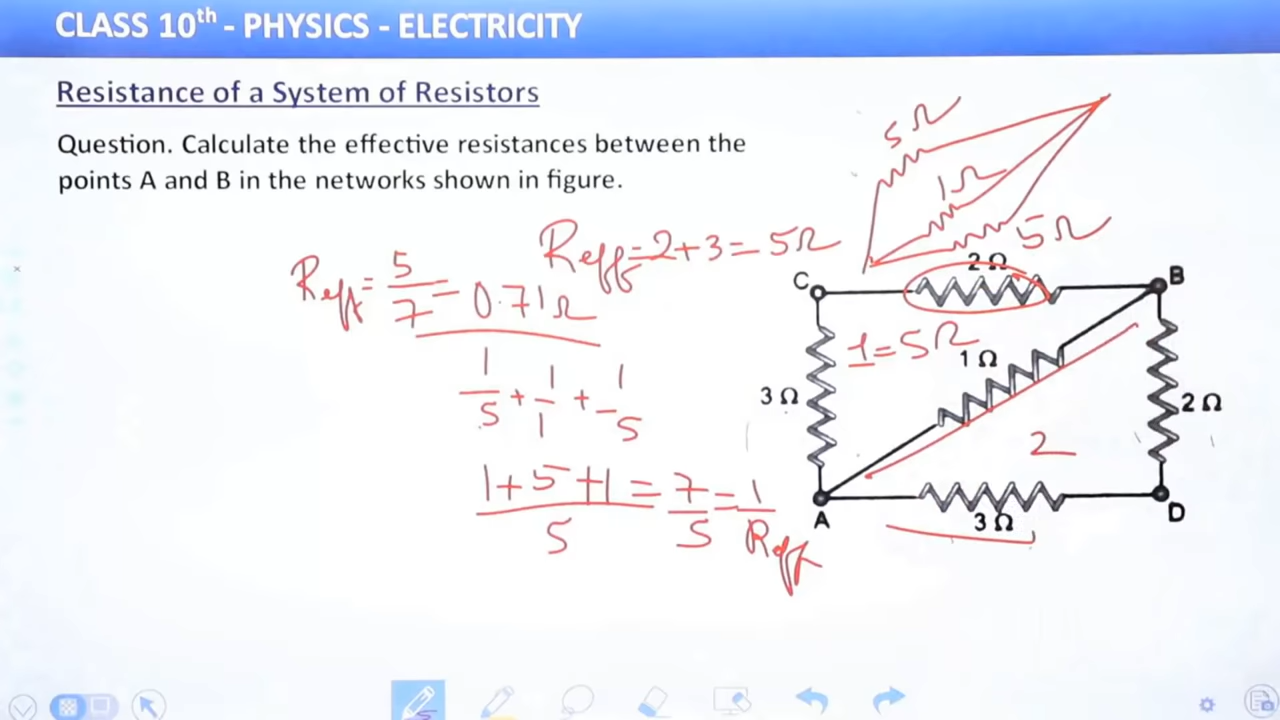 CLASS 10th - PHYSICS - ELECTRICITY
Resistance of a System of Resistors
Question. Calculate the effective resistances between the
points A and B in the networks shown in figure.
5Ω
1Ω
5Ω
Reff=2+3=5Ω
Reff=5/7=0.71Ω
2Ω
C
B
1=5Ω
1 Ω
1/5+1/1+1/5
3 Ω
2 Ω
2
1+5+1/5=7/5=1/Reff
A
3 Ω
D